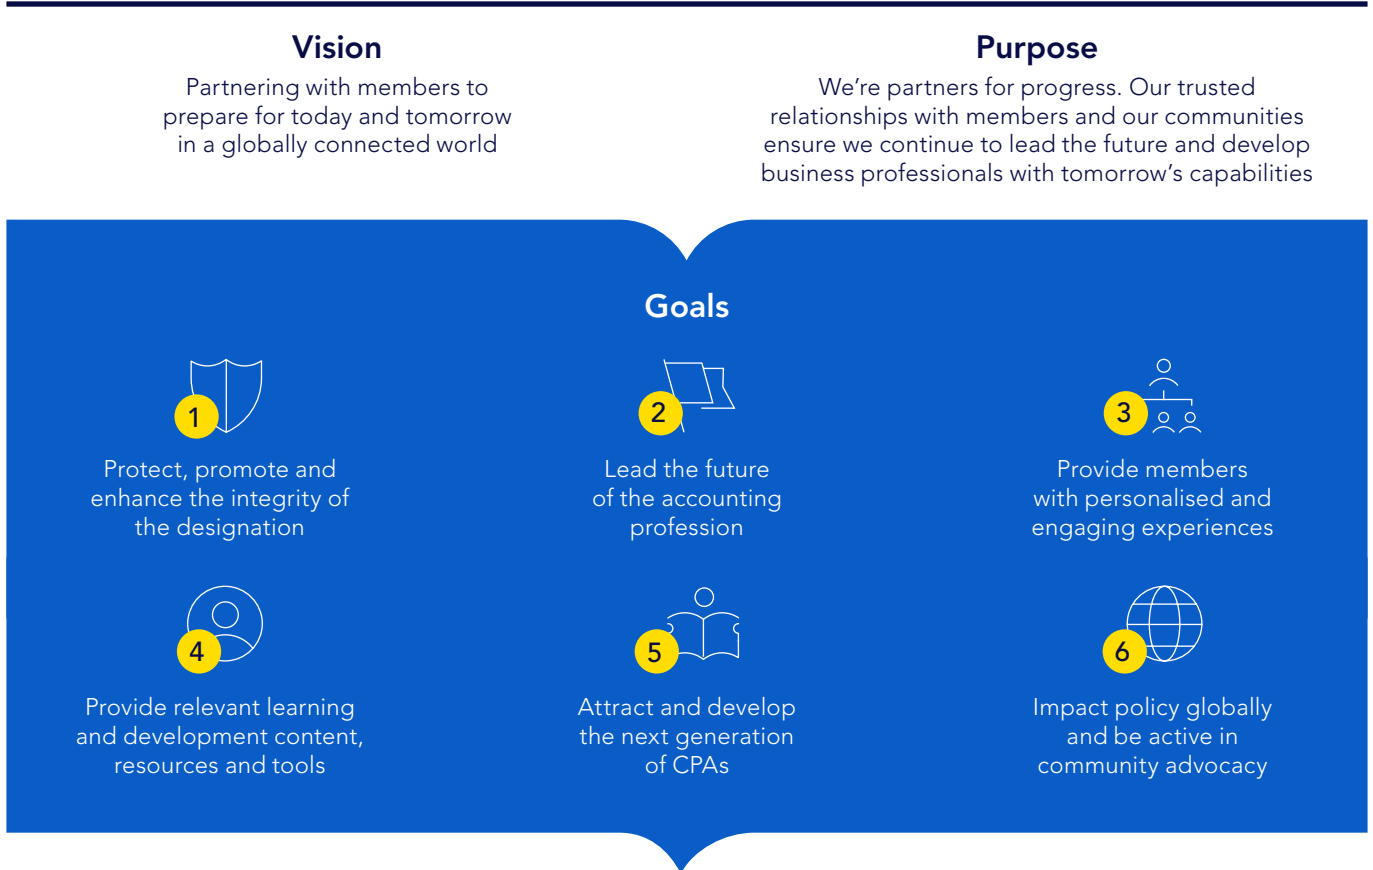 Vision
Partnering with members to
prepare for today and tomorrow
in a globally connected world
Purpose
We’re partners for progress. Our trusted
relationships with members and our communities
ensure we continue to lead the future and develop
business professionals with tomorrow’s capabilities
Goals
1
Protect, promote and
enhance the integrity of
the designation
2
Lead the future
of the accounting
profession
3
Provide members
with personalised and
engaging experiences
4
Provide relevant learning
and development content,
resources and tools
5
Attract and develop
the next generation
of CPAs
6
Impact policy globally
and be active in
community advocacy